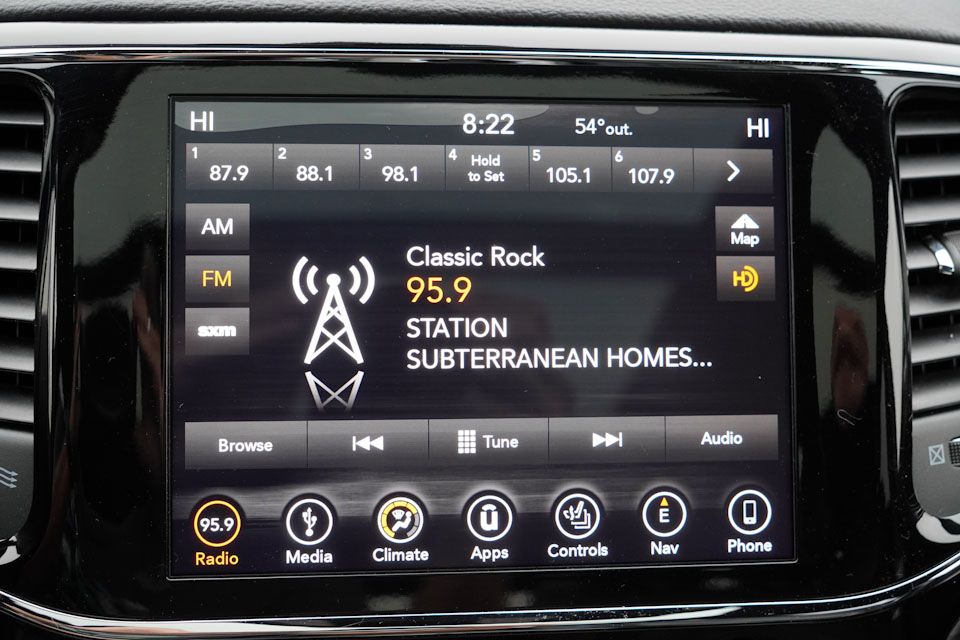 HI 8:22 54°out. HI
1 87.9 2 88.1 3 98.1 4 Hold to Set 5 105.1 6 107.9
AM
Map
FM
HD
sxm
Classic Rock
95.9
STATION
SUBTERRANEAN HOMES...
Browse Tune Audio
95.9 u E
Radio Media Climate Apps Controls Nav Phone